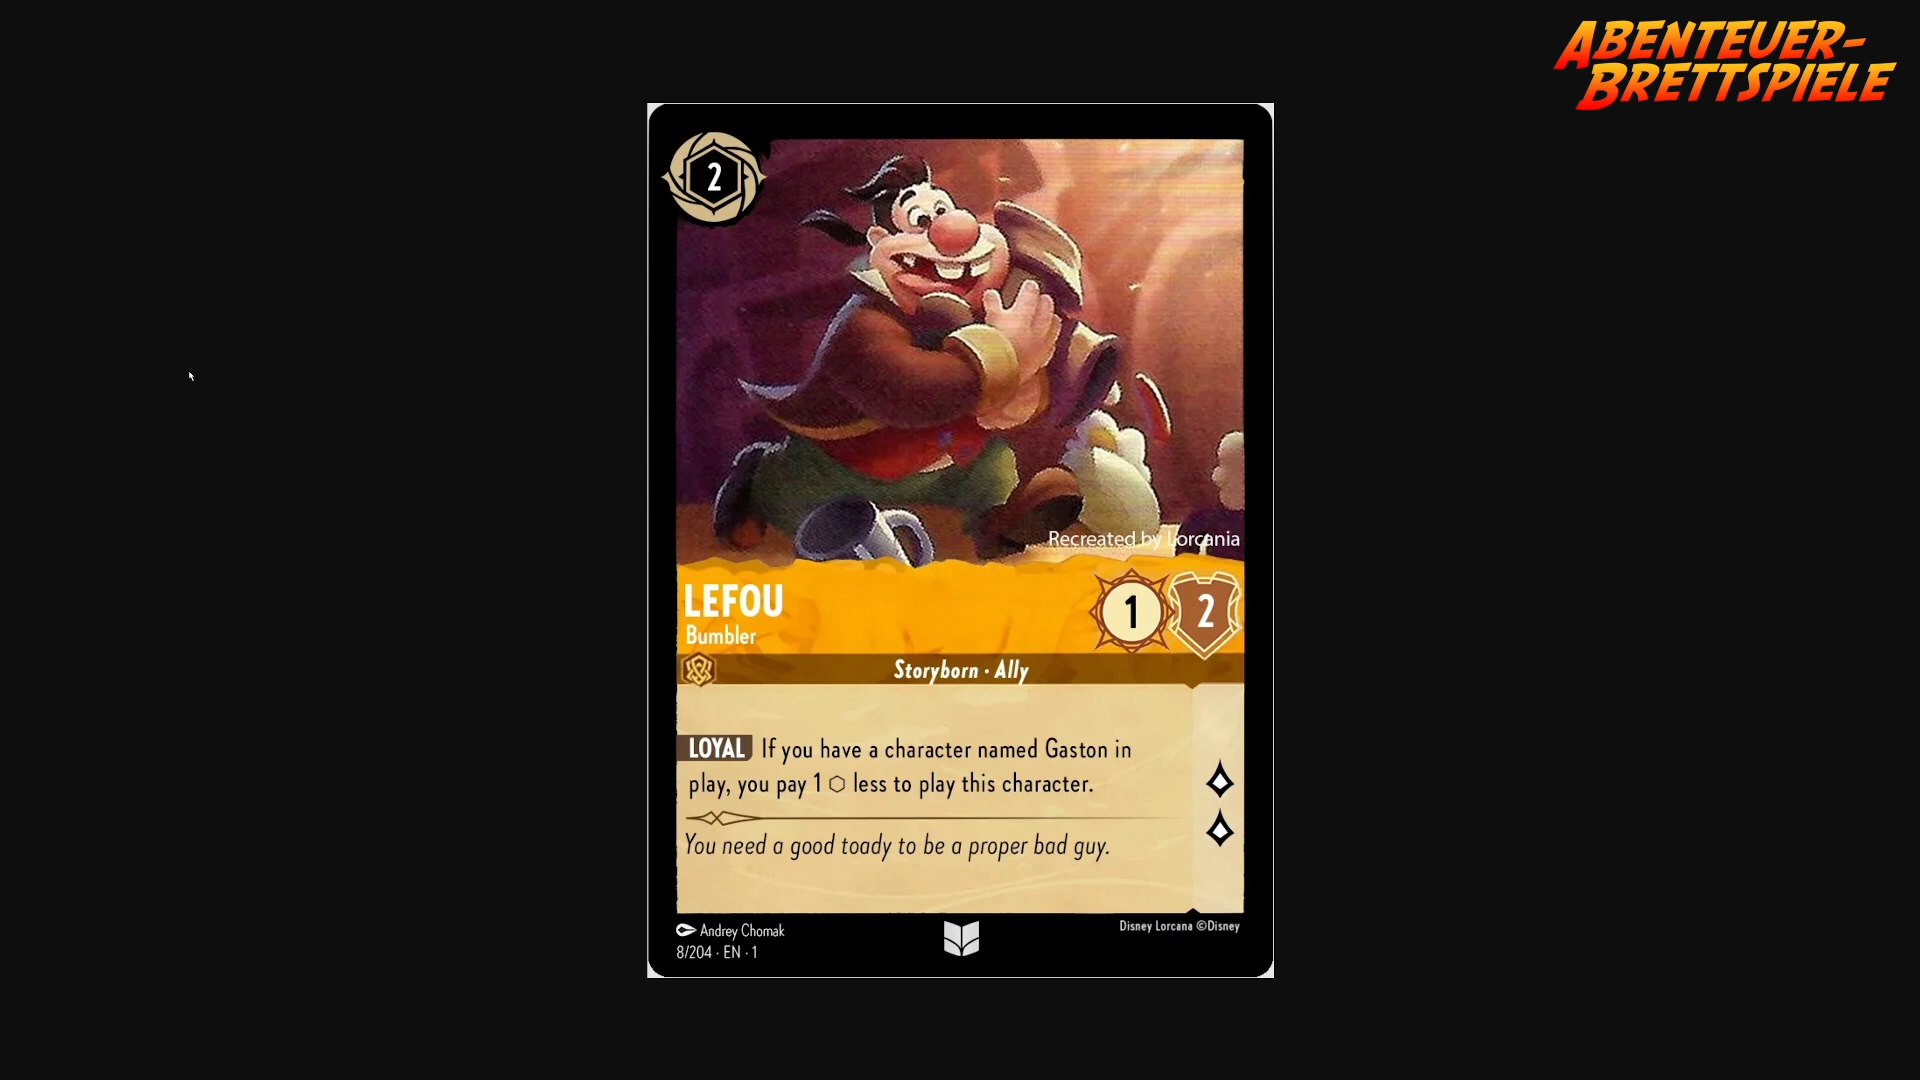 ABENTEUER-
BRETTSPIELE
2
Recreated by Lorcania
LEFOU
Bumbler
1
2
Storyborn · Ally
LOYAL If you have a character named Gaston in
play, you pay 1 ⬡ less to play this character.
You need a good toady to be a proper bad guy.
Andrey Chomak
Disney Lorcana ©Disney
8/204 · EN · 1